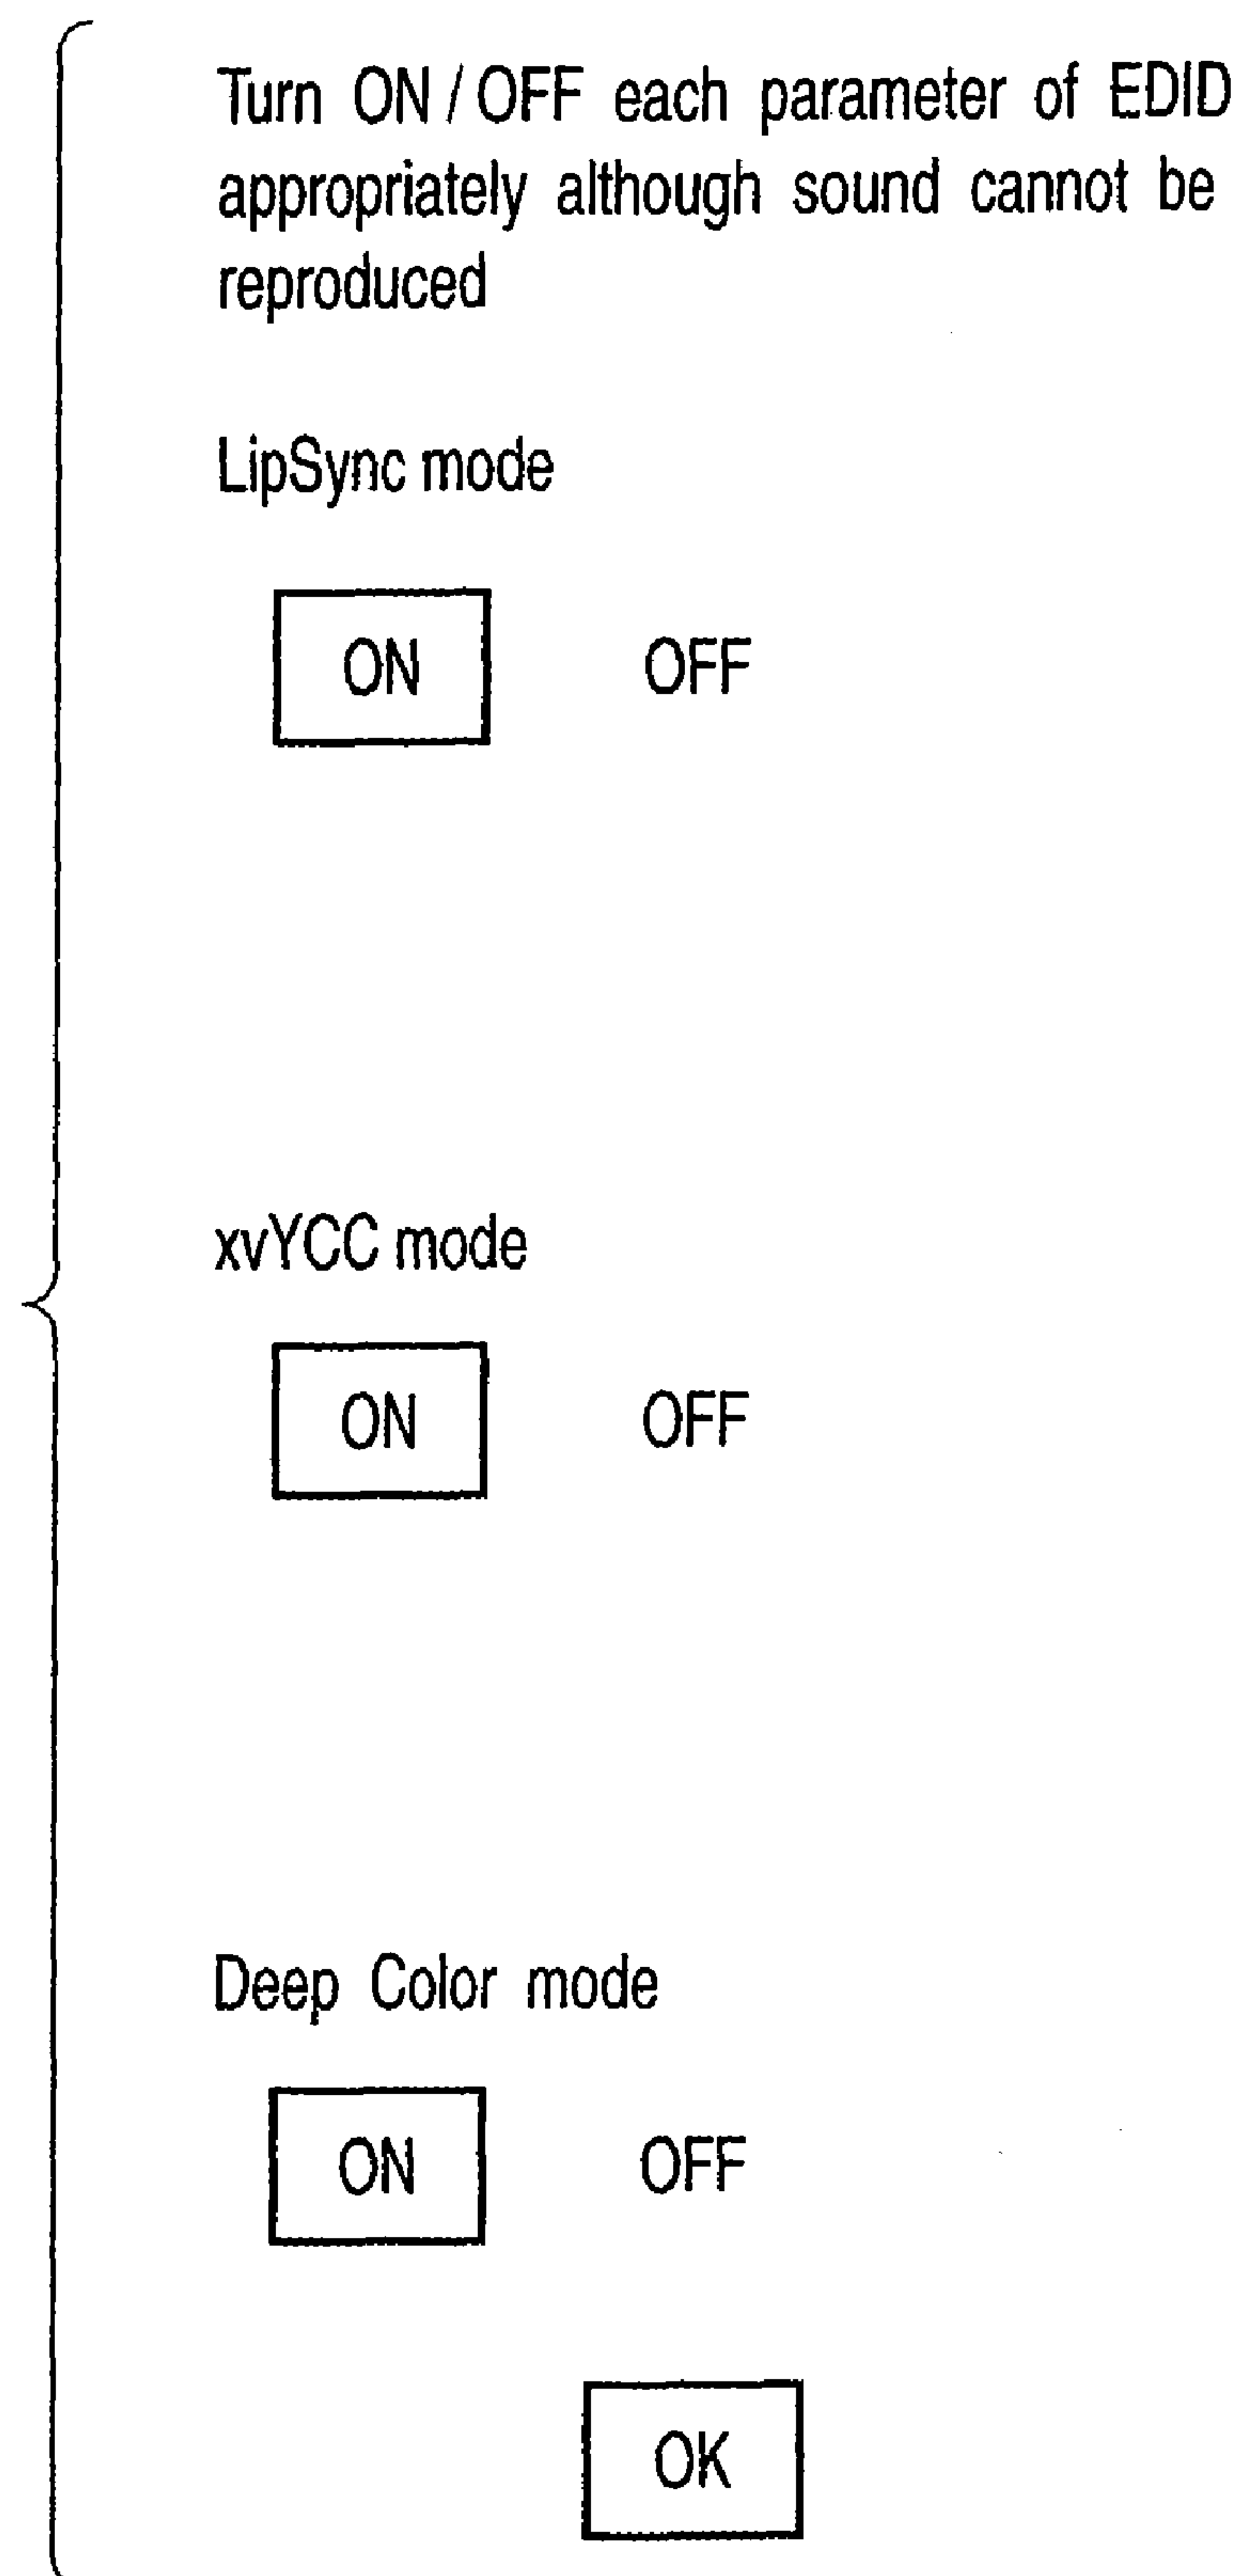 Turn ON / OFF each parameter of EDID
appropriately although sound cannot be
reproduced
LipSync mode
ON OFF
xvYCC mode
ON OFF
Deep Color mode
ON OFF
OK